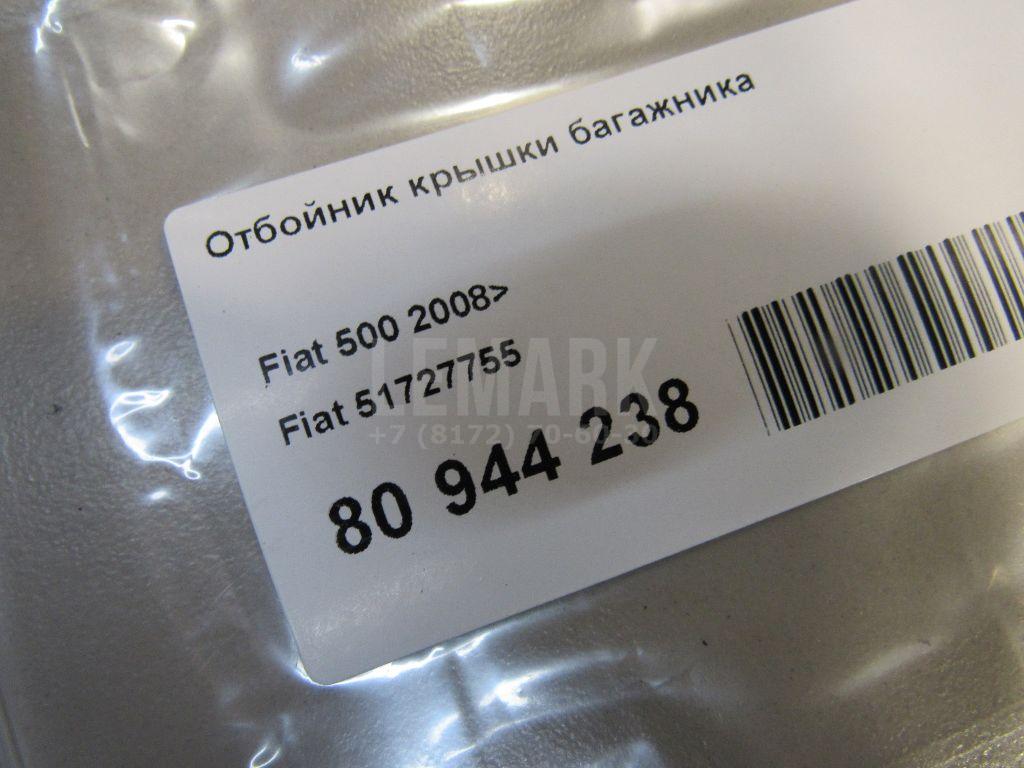 Отбойник крышки багажника
Fiat 500 2008>
Fiat 51727755
LEMARK
80 944 238